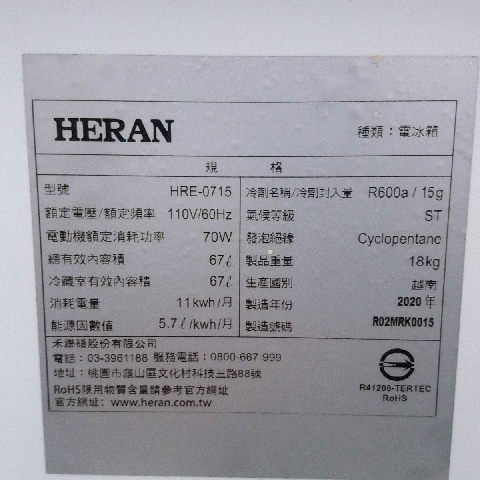 HERAN 種類：電冰箱
規 格
型號 HRE-0715 冷劑名稱/冷劑封入量 R600a / 15g
額定電壓/額定頻率 110V/60Hz 氣候等級 ST
電動機額定消耗功率 70W 發泡絕緣 Cyclopentane
總有效內容積 67ℓ 製品重量 18kg
冷藏室有效內容積 67ℓ 生產國別 越南
消耗電量 11kwh/月 製造年份 2020年
能源因數值 5.7ℓ/kwh/月 製造號碼 R02MRK0015
禾聯碩股份有限公司
電話：03-3981188 服務電話：0800-667-999
地址：桃園市龜山區文化村科技三路88號
RoHS限用物質含量請參考官方網址
官方網址：www.heran.com.tw
R41298-TERTEC
RoHS